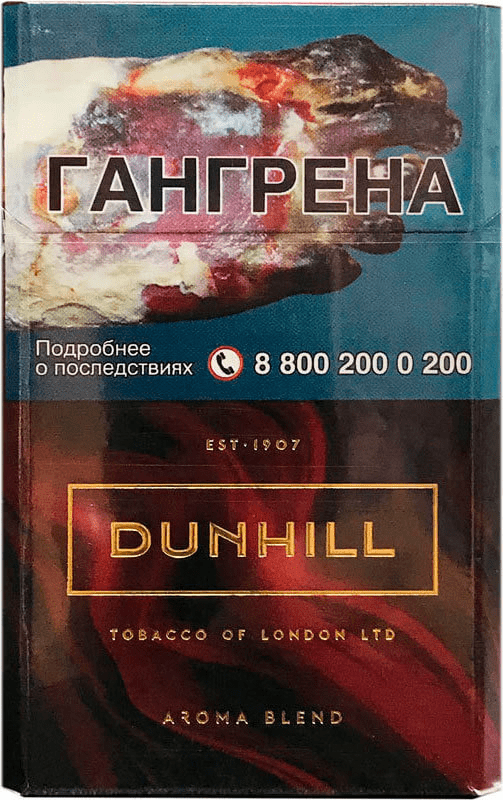 ГАНГРЕНА
Подробнее
о последствиях 8 800 200 0 200
EST·1907
DUNHILL
TOBACCO OF LONDON LTD
AROMA BLEND